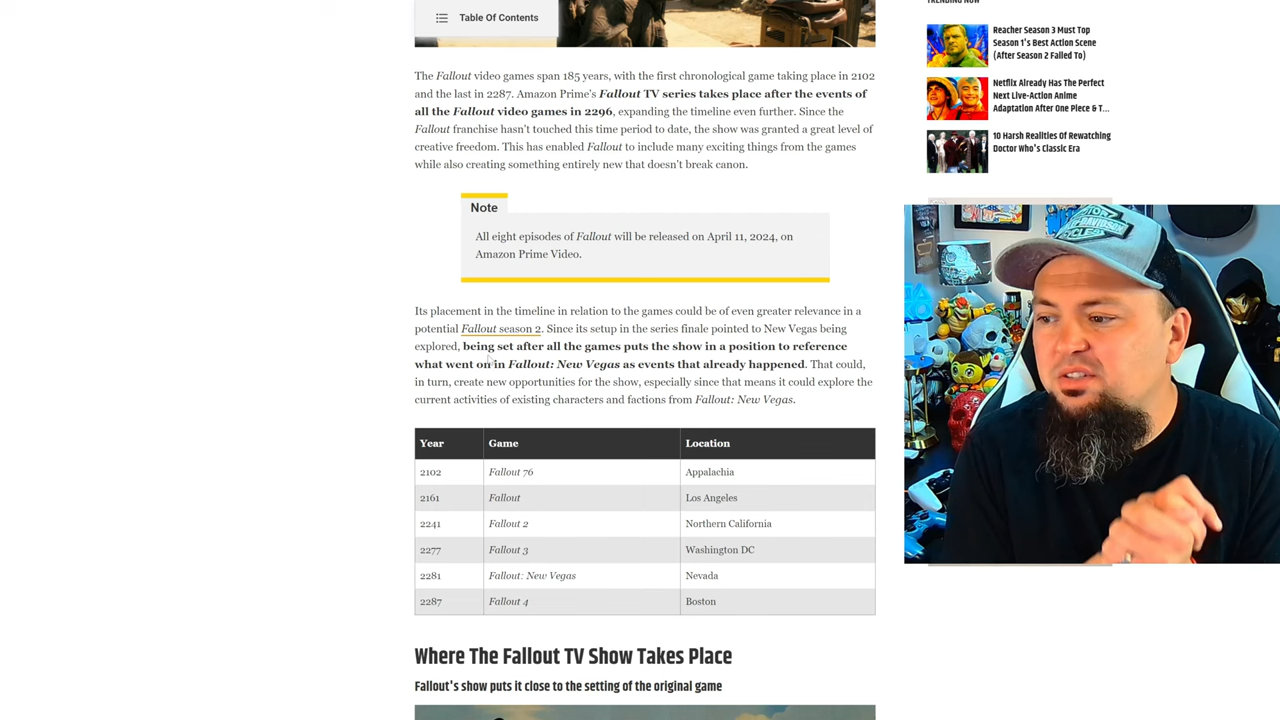 TRENDING NOW
Table Of Contents
Reacher Season 3 Must Top
Season 1's Best Action Scene
(After Season 2 Failed To)
The Fallout video games span 185 years, with the first chronological game taking place in 2102
and the last in 2287. Amazon Prime's Fallout TV series takes place after the events of
all the Fallout video games in 2296, expanding the timeline even further. Since the
Fallout franchise hasn't touched this time period to date, the show was granted a great level of
creative freedom. This has enabled Fallout to include many exciting things from the games
while also creating something entirely new that doesn't break canon.
Netflix Already Has The Perfect
Next Live-Action Anime
Adaptation After One Piece & T...
10 Harsh Realities Of Rewatching
Doctor Who's Classic Era
Note
All eight episodes of Fallout will be released on April 11, 2024, on
Amazon Prime Video.
Its placement in the timeline in relation to the games could be of even greater relevance in a
potential Fallout season 2. Since its setup in the series finale pointed to New Vegas being
explored, being set after all the games puts the show in a position to reference
what went on in Fallout: New Vegas as events that already happened. That could,
in turn, create new opportunities for the show, especially since that means it could explore the
current activities of existing characters and factions from Fallout: New Vegas.
Year Game Location
2102 Fallout 76 Appalachia
2161 Fallout Los Angeles
2241 Fallout 2 Northern California
2277 Fallout 3 Washington DC
2281 Fallout: New Vegas Nevada
2287 Fallout 4 Boston
Where The Fallout TV Show Takes Place
Fallout's show puts it close to the setting of the original game